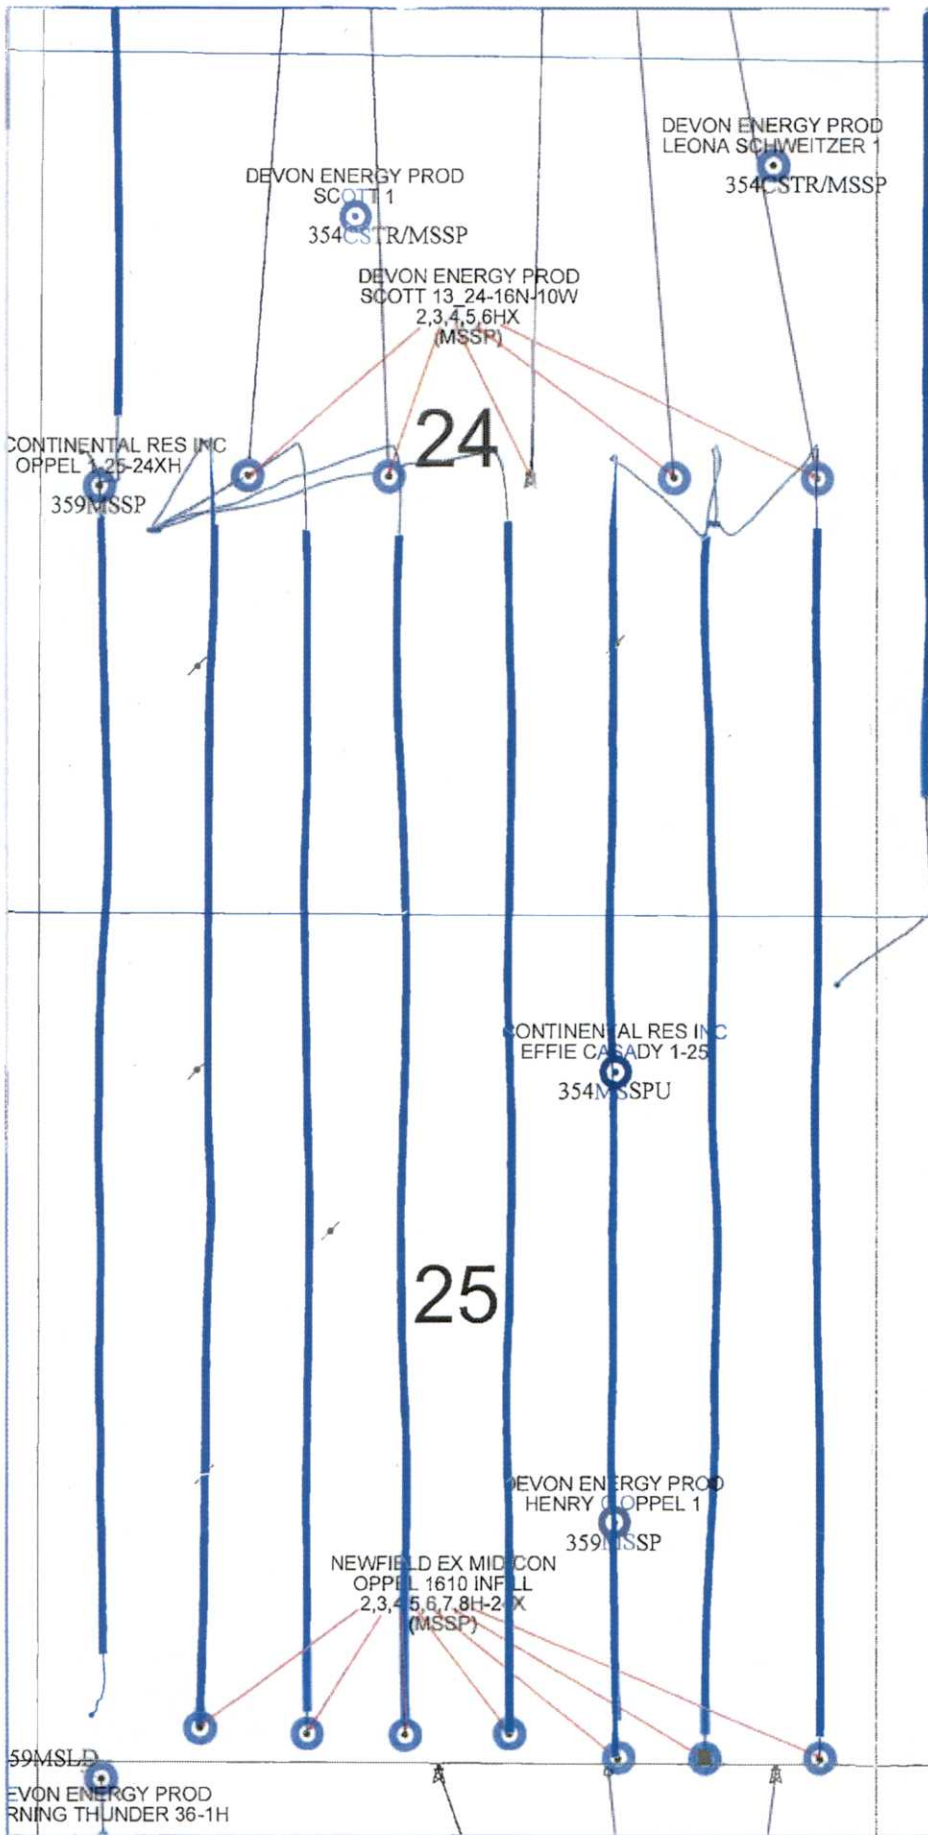 DEVON ENERGY PROD
LEONA SCHWEITZER 1
354CSTR/MSSP
DEVON ENERGY PROD
SCOTT 1
354CSTR/MSSP
DEVON ENERGY PROD
SCOTT 13_24-16N-10W
2,3,4,5,6HX
(MSSP)
24
CONTINENTAL RES INC
OPPEL 1-25-24XH
359MSSP
CONTINENTAL RES INC
EFFIE CASADY 1-25
354MSSPU
25
DEVON ENERGY PROD
HENRY OPPEL 1
359MSSP
NEWFIELD EX MID CON
OPPEL 1610 INFILL
2,3,4,5,6,7,8H-24X
(MSSP)
59MSLD
EVON ENERGY PROD
RNING THUNDER 36-1H